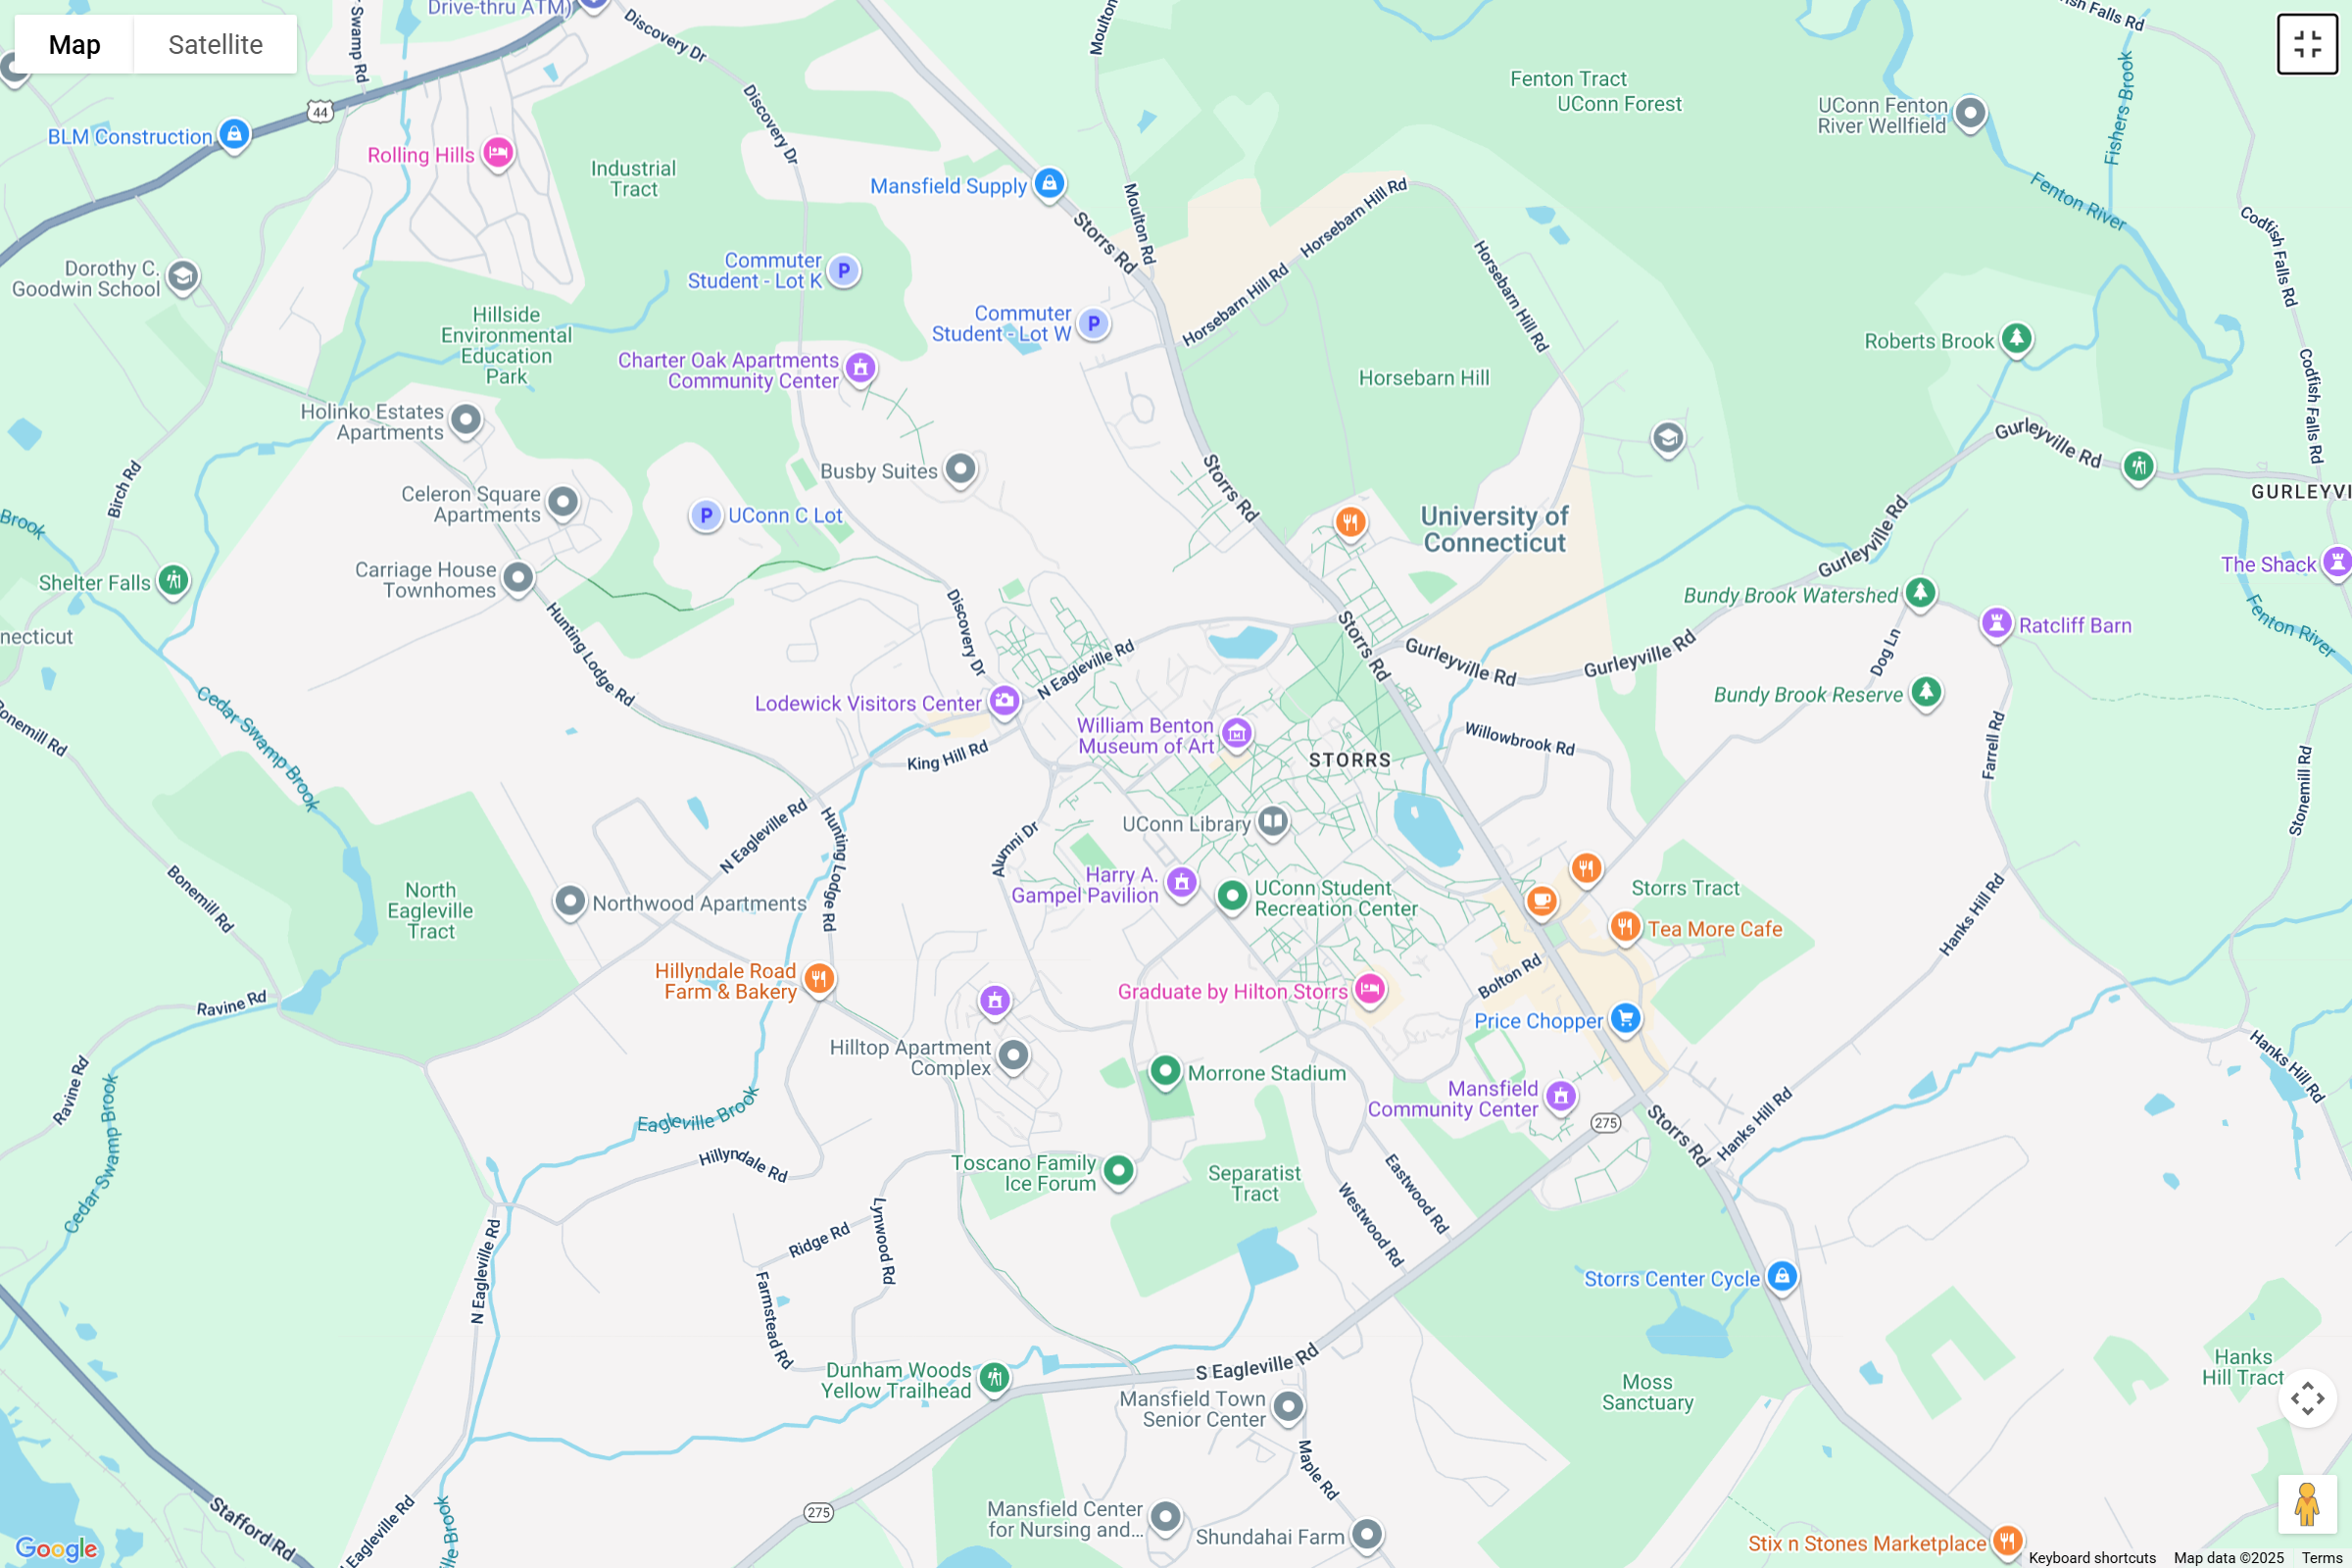 Map
Satellite
Drive-thru ATM)
Discovery Dr
Moulton
Fish Falls Rd
r Swamp Rd
44
BLM Construction
Rolling Hills
Industrial
Tract
Discovery Dr
Mansfield Supply
Storrs Rd
Moulton Rd
Horsebarn Hill Rd
Horsebarn Hill Rd
Horsebarn Hill Rd
Fenton Tract
UConn Forest
UConn Fenton
River Wellfield
Fishers Brook
Fenton River
Codfish Falls Rd
Codfish Falls Rd
Dorothy C.
Goodwin School
Commuter
Student - Lot K
P
Commuter
Student - Lot W
P
Hillside
Environmental
Education
Park
Charter Oak Apartments
Community Center
Horsebarn Hill
Roberts Brook
Holinko Estates
Apartments
Busby Suites
Storrs Rd
Gurleyville Rd
Birch Rd
Celeron Square
Apartments
P
UConn C Lot
University of
Connecticut
Gurleyville Rd
GURLEYVI
Brook
The Shack
Shelter Falls
Carriage House
Townhomes
Hunting Lodge Rd
Discovery Dr
N Eagleville Rd
Storrs Rd
Gurleyville Rd
Gurleyville Rd
Bundy Brook Watershed
Ratcliff Barn
Fenton River
necticut
Dog Ln
Bundy Brook Reserve
Cedar Swamp Brook
Bonemill Rd
Lodewick Visitors Center
King Hill Rd
William Benton
Museum of Art
STORRS
Willowbrook Rd
Farrell Rd
Stonemill Rd
N Eagleville Rd
Hunting Lodge Rd
Alumni Dr
UConn Library
Harry A.
Gampel Pavilion
UConn Student
Recreation Center
Storrs Tract
Tea More Cafe
Hanks Hill Rd
Bonemill Rd
North
Eagleville
Tract
Northwood Apartments
Hillyndale Road
Farm & Bakery
Graduate by Hilton Storrs
Bolton Rd
Price Chopper
Ravine Rd
Ravine Rd
Hilltop Apartment
Complex
Morrone Stadium
Mansfield
Community Center
275
Storrs Rd
Hanks Hill Rd
Hanks Hill Rd
Cedar Swamp Brook
Eagleville Brook
Hillyndale Rd
Toscano Family
Ice Forum
Separatist
Tract
Eastwood Rd
Westwood Rd
N Eagleville Rd
Ridge Rd
Lynwood Rd
Farmstead Rd
Storrs Center Cycle
Dunham Woods
Yellow Trailhead
S Eagleville Rd
Mansfield Town
Senior Center
Moss
Sanctuary
Hanks
Hill Tract
Maple Rd
Stafford Rd
N Eagleville Rd
ville Brook
275
Mansfield Center
for Nursing and...
Shundahai Farm
Stix n Stones Marketplace
Google
Keyboard shortcuts
Map data ©2025
Terms